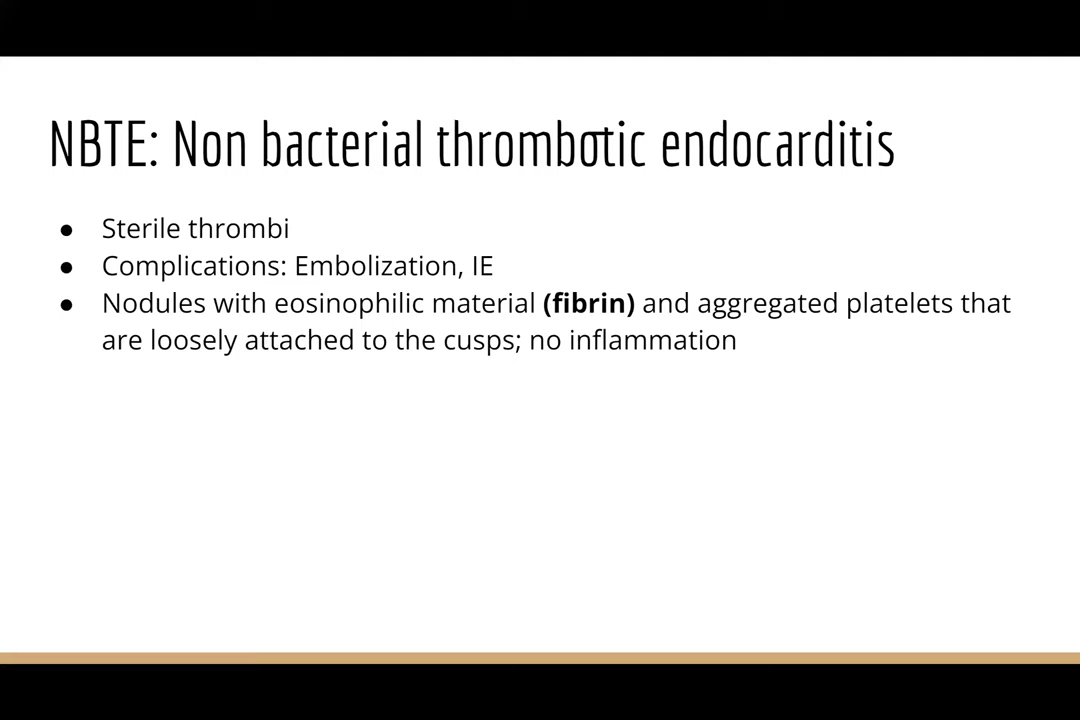 NBTE: Non bacterial thrombotic endocarditis
● Sterile thrombi
● Complications: Embolization, IE
● Nodules with eosinophilic material (fibrin) and aggregated platelets that
are loosely attached to the cusps; no inflammation